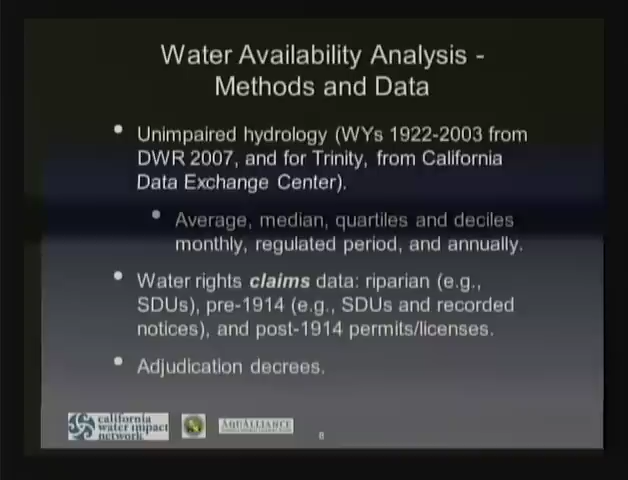 Water Availability Analysis -
Methods and Data
• Unimpaired hydrology (WYs 1922-2003 from
DWR 2007, and for Trinity, from California
Data Exchange Center).
• Average, median, quartiles and deciles
monthly, regulated period, and annually.
• Water rights claims data: riparian (e.g.,
SDUs), pre-1914 (e.g., SDUs and recorded
notices), and post-1914 permits/licenses.
• Adjudication decrees.
california
water impact
network
AQUALLIANCE
8